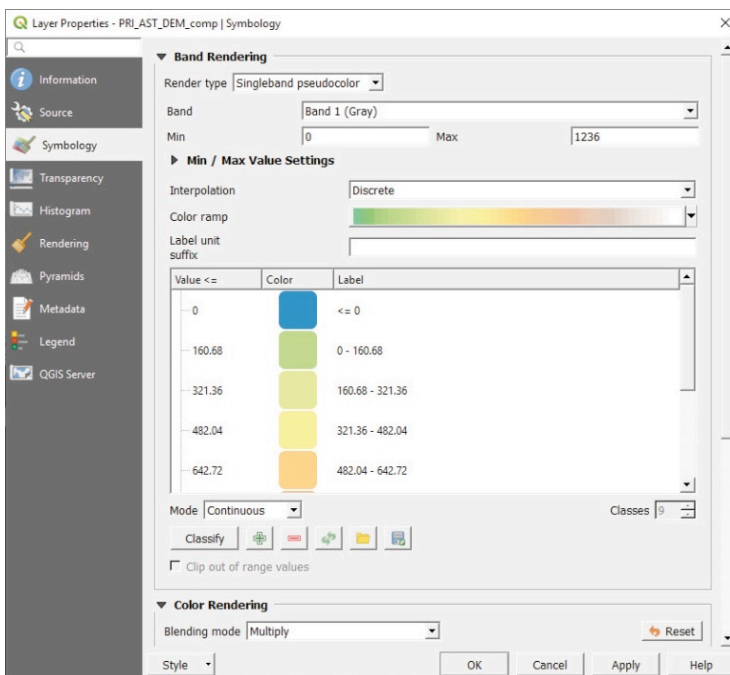 Layer Properties - PRI_AST_DEM_comp | Symbology
Information
Source
Symbology
Transparency
Histogram
Rendering
Pyramids
Metadata
Legend
QGIS Server
Band Rendering
Render type Singleband pseudocolor
Band Band 1 (Gray)
Min 0 Max 1236
Min / Max Value Settings
Interpolation Discrete
Color ramp
Label unit
suffix
Value <= Color Label
0 <= 0
160.68 0 - 160.68
321.36 160.68 - 321.36
482.04 321.36 - 482.04
642.72 482.04 - 642.72
Mode Continuous Classes 9
Classify
Clip out of range values
Color Rendering
Blending mode Multiply Reset
Style OK Cancel Apply Help